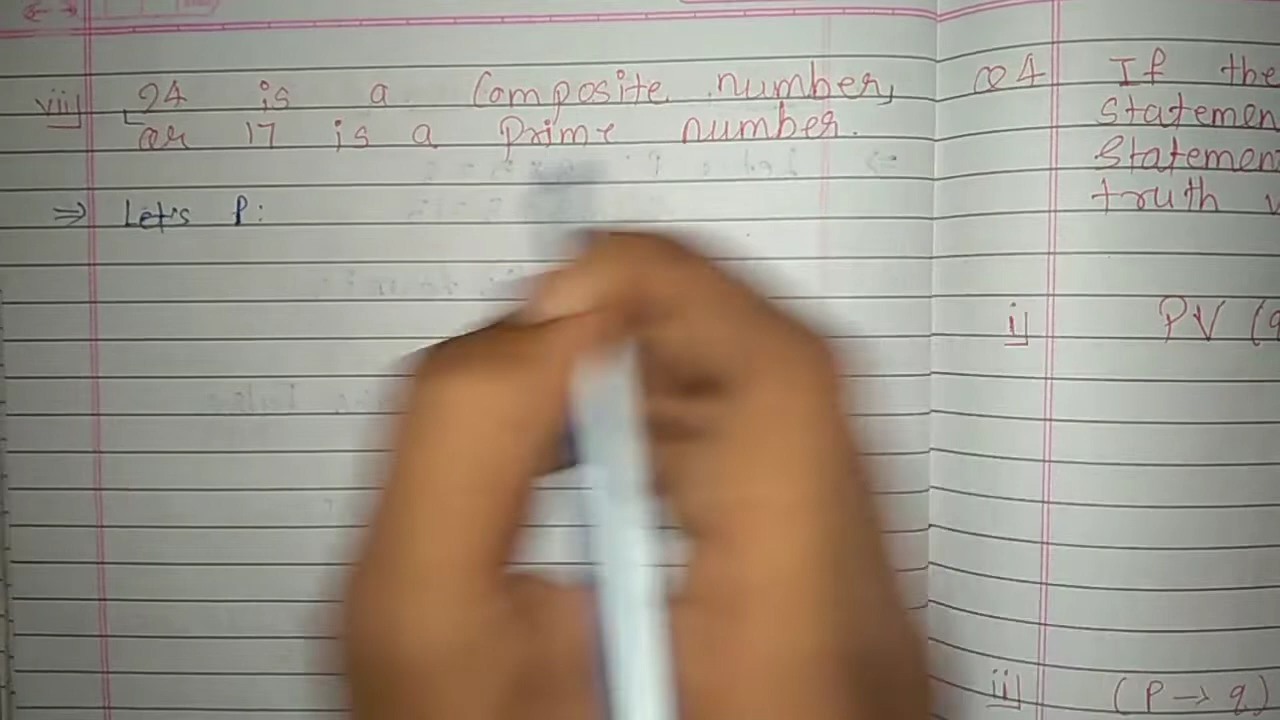 viii) 24 is a Composite number,
or 17 is a Prime number.
⇒ Let's P:
Q4 If the
Statemen
Statemen
truth v
i) PV (q
ii) (P → q)